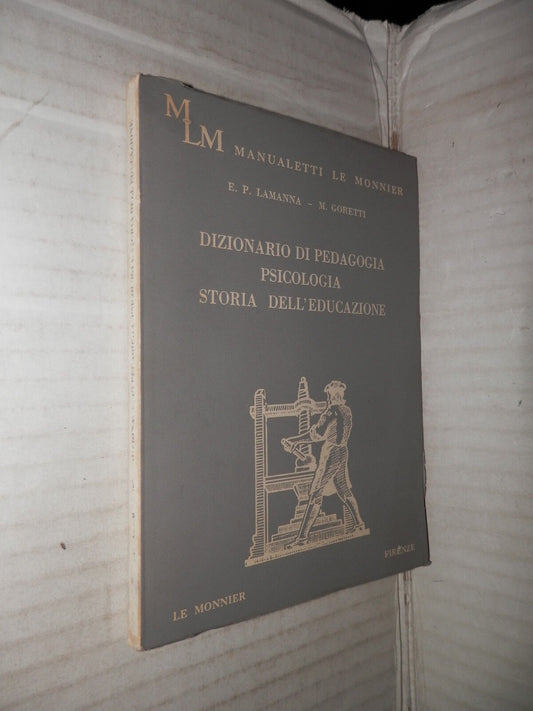 MLM MANUALETTI LE MONNIER
E. P. LAMANNA - M. GORETTI
DIZIONARIO DI PEDAGOGIA
PSICOLOGIA
STORIA DELL'EDUCAZIONE
LE MONNIER
FIRENZE